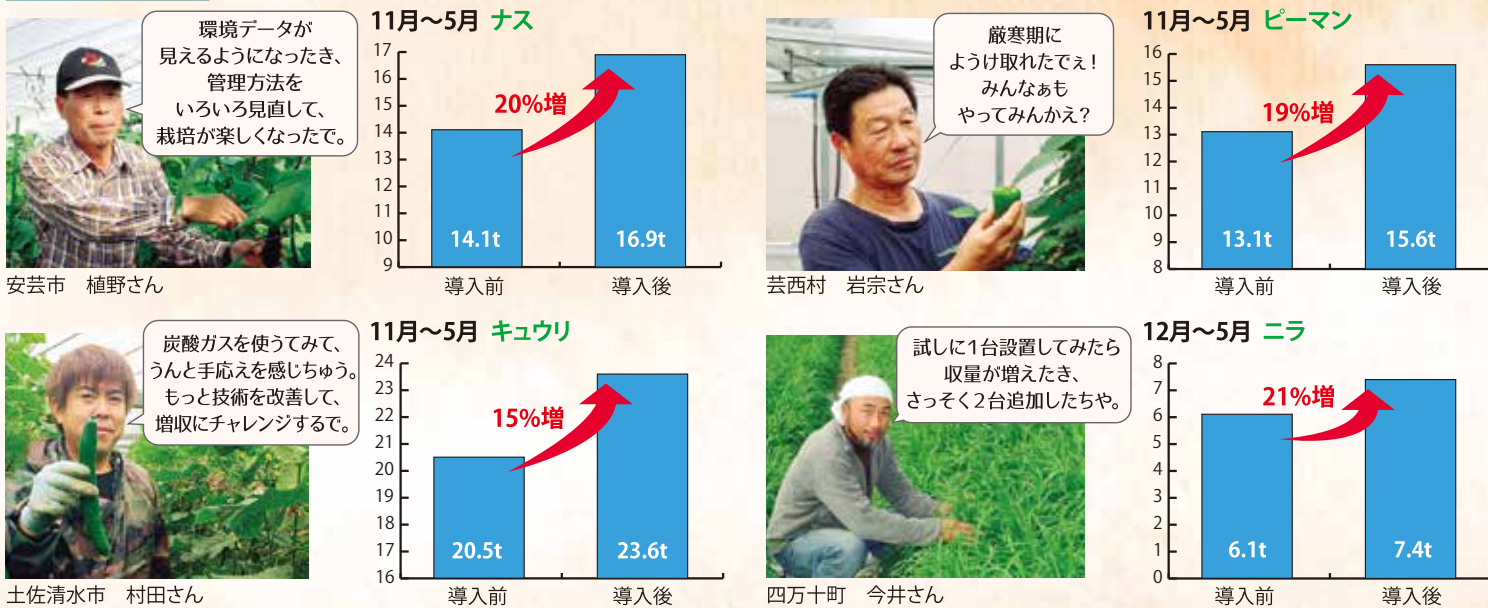 環境データが
見えるようになったき、
管理方法を
いろいろ見直して、
栽培が楽しくなったで。
安芸市 植野さん
11月～5月 ナス
17
16
15
14
13
12
11
10
9
20%増
14.1t
16.9t
導入前
導入後
厳寒期に
ようけ取れたでぇ！
みんなぁも
やってみんかえ？
芸西村 岩宗さん
11月～5月 ピーマン
16
15
14
13
12
11
10
9
8
19%増
13.1t
15.6t
導入前
導入後
炭酸ガスを使うてみて、
うんと手応えを感じちゅう。
もっと技術を改善して、
増収にチャレンジするで。
土佐清水市 村田さん
11月～5月 キュウリ
24
23
22
21
20
19
18
17
16
15%増
20.5t
23.6t
導入前
導入後
試しに1台設置してみたら
収量が増えたき、
さっそく2台追加したちや。
四万十町 今井さん
12月～5月 ニラ
8
7
6
5
4
3
2
1
0
21%増
6.1t
7.4t
導入前
導入後